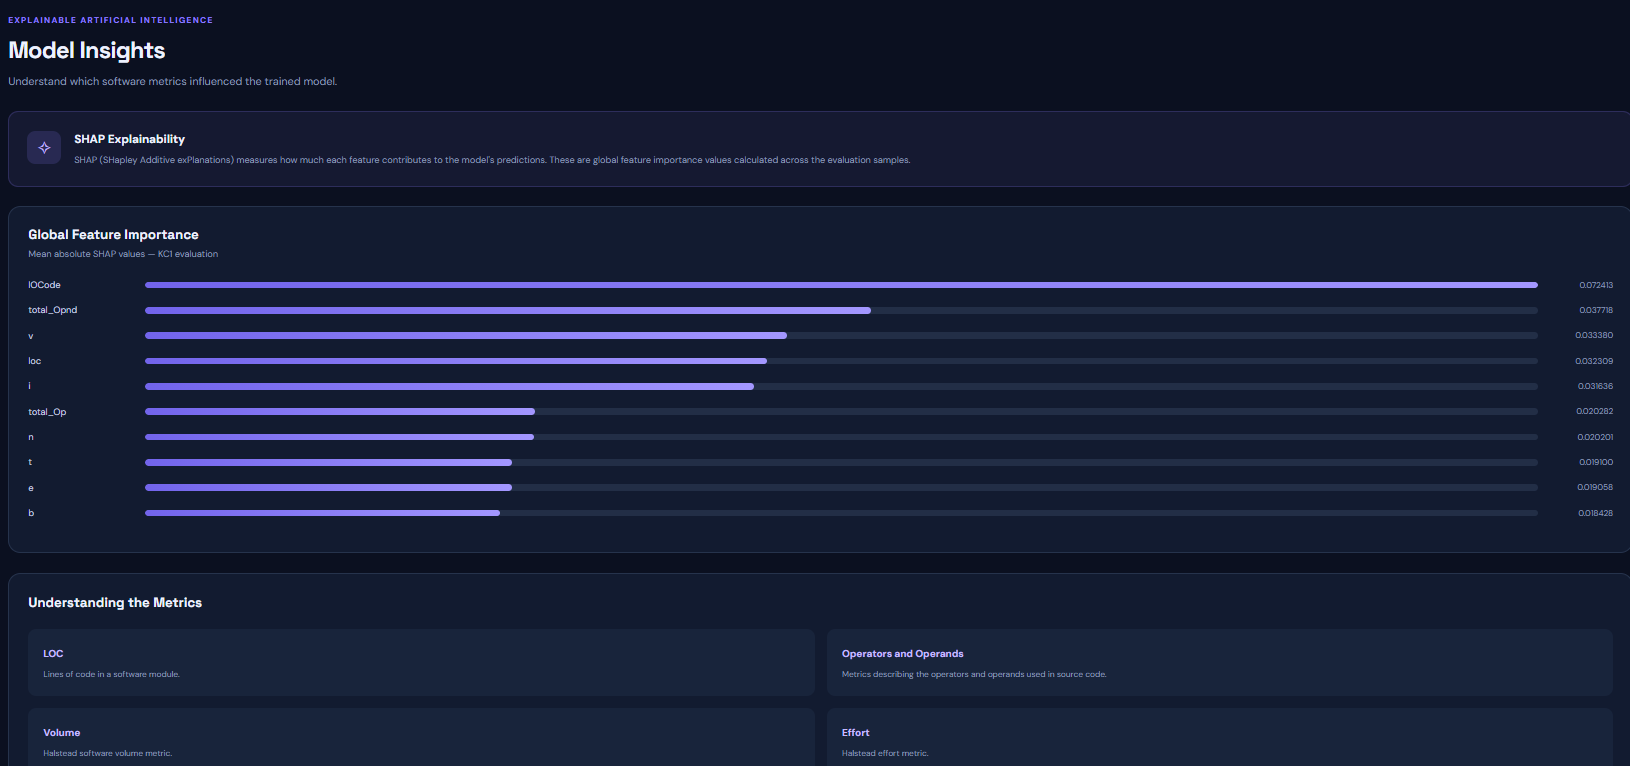 EXPLAINABLE ARTIFICIAL INTELLIGENCE
Model Insights
Understand which software metrics influenced the trained model.
SHAP Explainability
SHAP (SHapley Additive exPlanations) measures how much each feature contributes to the model's predictions. These are global feature importance values calculated across the evaluation samples.
Global Feature Importance
Mean absolute SHAP values — KC1 evaluation
lOCode 0.072413
total_Opnd 0.037718
v 0.033380
loc 0.032309
i 0.031636
total_Op 0.020282
n 0.020201
t 0.019100
e 0.019058
b 0.018428
Understanding the Metrics
LOC
Lines of code in a software module.
Operators and Operands
Metrics describing the operators and operands used in source code.
Volume
Halstead software volume metric.
Effort
Halstead effort metric.